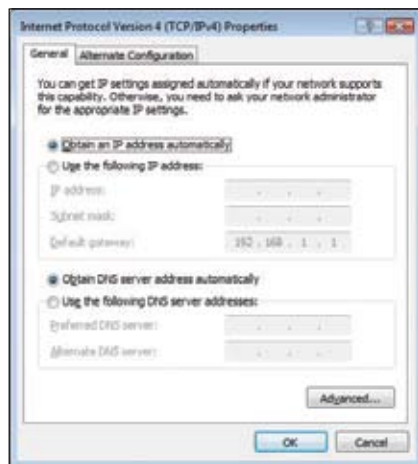 Internet Protocol Version 4 (TCP/IPv4) Properties
General
Alternate Configuration
You can get IP settings assigned automatically if your network supports
this capability. Otherwise, you need to ask your network administrator
for the appropriate IP settings.
Obtain an IP address automatically
Use the following IP address:
IP address:
Subnet mask:
Default gateway:
192 . 168 . 1 . 1
Obtain DNS server address automatically
Use the following DNS server addresses:
Preferred DNS server:
Alternate DNS server:
Advanced...
OK
Cancel